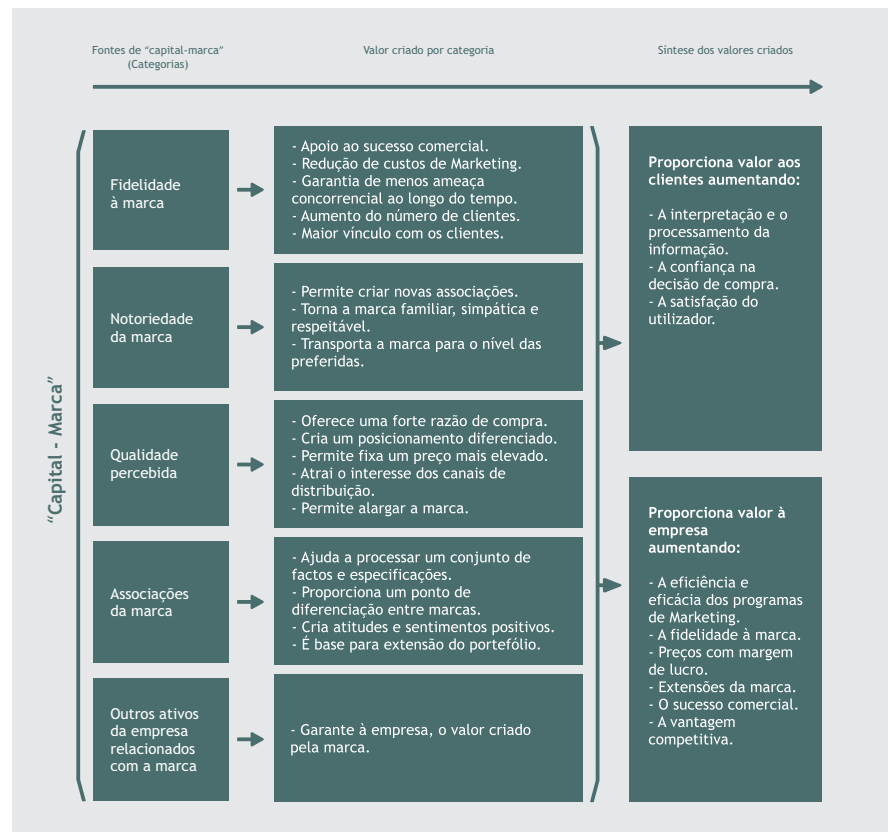 Fontes de “capital-marca”
(Categorias)
Valor criado por categoria
Síntese dos valores criados
“Capital - Marca”
Fidelidade
à marca
- Apoio ao sucesso comercial.
- Redução de custos de Marketing.
- Garantia de menos ameaça
concorrencial ao longo do tempo.
- Aumento do número de clientes.
- Maior vínculo com os clientes.
Notoriedade
da marca
- Permite criar novas associações.
- Torna a marca familiar, simpática e
respeitável.
- Transporta a marca para o nível das
preferidas.
Qualidade
percebida
- Oferece uma forte razão de compra.
- Cria um posicionamento diferenciado.
- Permite fixa um preço mais elevado.
- Atrai o interesse dos canais de
distribuição.
- Permite alargar a marca.
Associações
da marca
- Ajuda a processar um conjunto de
factos e especificações.
- Proporciona um ponto de
diferenciação entre marcas.
- Cria atitudes e sentimentos positivos.
- É base para extensão do portefólio.
Outros ativos
da empresa
relacionados
com a marca
- Garante à empresa, o valor criado
pela marca.
Proporciona valor aos
clientes aumentando:
- A interpretação e o
processamento da
informação.
- A confiança na
decisão de compra.
- A satisfação do
utilizador.
Proporciona valor à
empresa
aumentando:
- A eficiência e
eficácia dos programas
de Marketing.
- A fidelidade à marca.
- Preços com margem
de lucro.
- Extensões da marca.
- O sucesso comercial.
- A vantagem
competitiva.